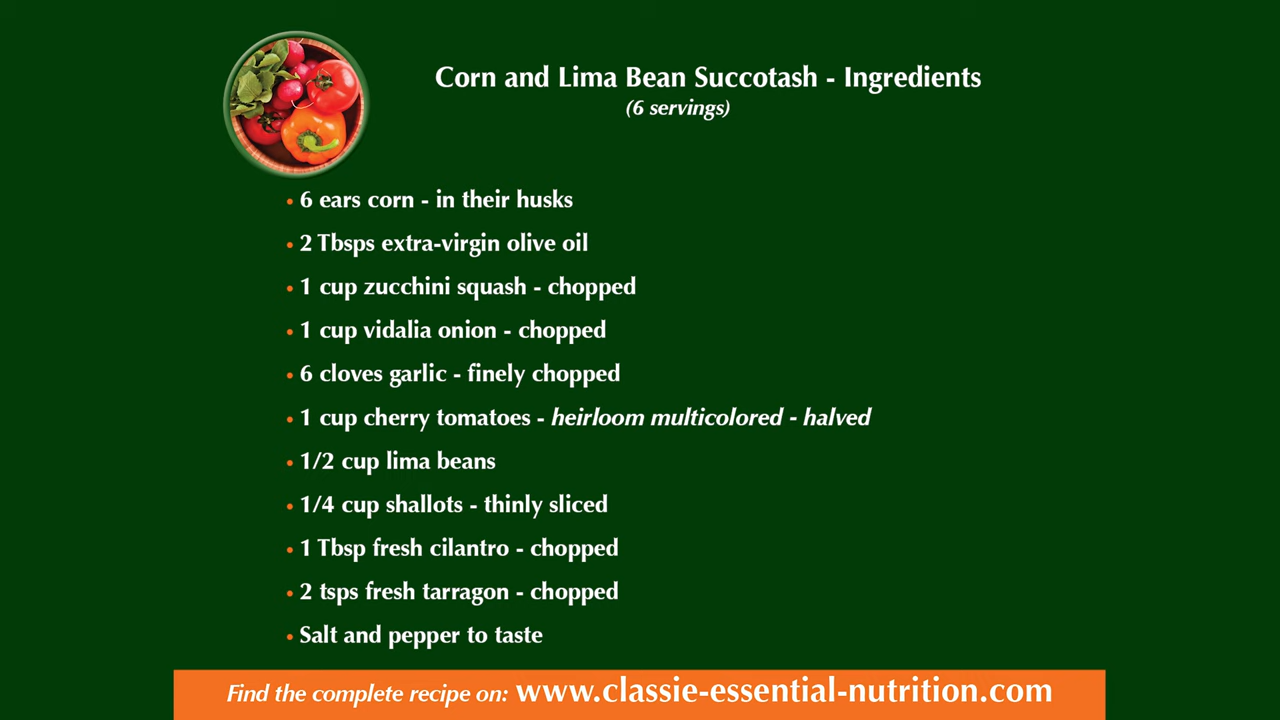 Corn and Lima Bean Succotash - Ingredients
(6 servings)
• 6 ears corn - in their husks
• 2 Tbsps extra-virgin olive oil
• 1 cup zucchini squash - chopped
• 1 cup vidalia onion - chopped
• 6 cloves garlic - finely chopped
• 1 cup cherry tomatoes - heirloom multicolored - halved
• 1/2 cup lima beans
• 1/4 cup shallots - thinly sliced
• 1 Tbsp fresh cilantro - chopped
• 2 tsps fresh tarragon - chopped
• Salt and pepper to taste
Find the complete recipe on: www.classie-essential-nutrition.com